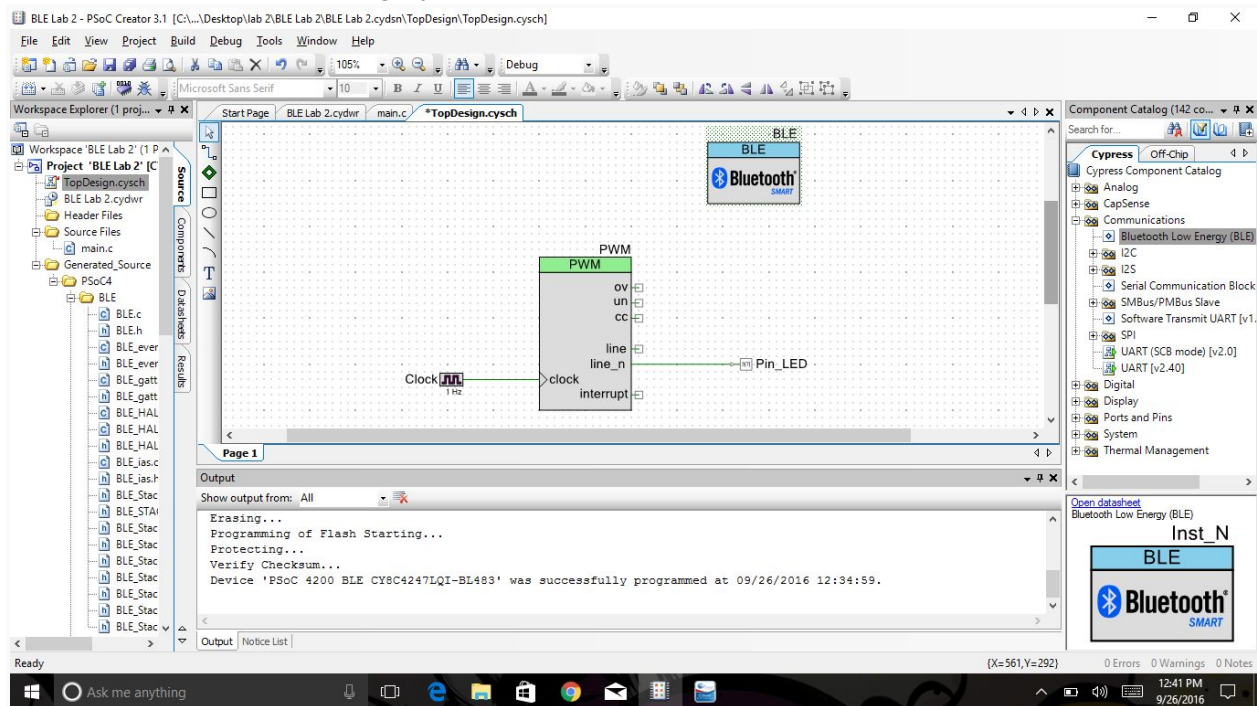 BLE Lab 2 - PSoC Creator 3.1 [C:\...\Desktop\lab 2\BLE Lab 2\BLE Lab 2.cydsn\TopDesign\TopDesign.cysch]
File Edit View Project Build Debug Tools Window Help
105% Debug
Microsoft Sans Serif 10 B I U A
Workspace Explorer (1 proj...
Workspace 'BLE Lab 2' (1 P
Project 'BLE Lab 2' [C
TopDesign.cysch
BLE Lab 2.cydwr
Header Files
Source Files
main.c
Generated_Source
PSoC4
BLE
BLE.c
BLE.h
BLE_ever
BLE_ever
BLE_gatt
BLE_gatt
BLE_HAL
BLE_HAL
BLE_HAL
BLE_ias.c
BLE_ias.h
BLE_Stac
BLE_STA
BLE_Stac
BLE_Stac
BLE_Stac
BLE_Stac
BLE_Stac
BLE_Stac
Source
Components
Datasheets
Results
Start Page BLE Lab 2.cydwr main.c *TopDesign.cysch
T
BLE
BLE
Bluetooth
SMART
PWM
PWM
ov
un
cc
line
line_n
Pin_LED
Clock
1 Hz
clock
interrupt
Page 1
Output
Show output from: All
Erasing...
Programming of Flash Starting...
Protecting...
Verify Checksum...
Device 'PSoC 4200 BLE CY8C4247LQI-BL483' was successfully programmed at 09/26/2016 12:34:59.
Output Notice List
Component Catalog (142 co...
Search for...
Cypress Off-Chip
Cypress Component Catalog
Analog
CapSense
Communications
Bluetooth Low Energy (BLE)
I2C
I2S
Serial Communication Block
SMBus/PMBus Slave
Software Transmit UART [v1.
SPI
UART (SCB mode) [v2.0]
UART [v2.40]
Digital
Display
Ports and Pins
System
Thermal Management
Open datasheet
Bluetooth Low Energy (BLE)
Inst_N
BLE
Bluetooth
SMART
Ready {X=561,Y=292} 0 Errors 0 Warnings 0 Notes
Ask me anything
12:41 PM
9/26/2016